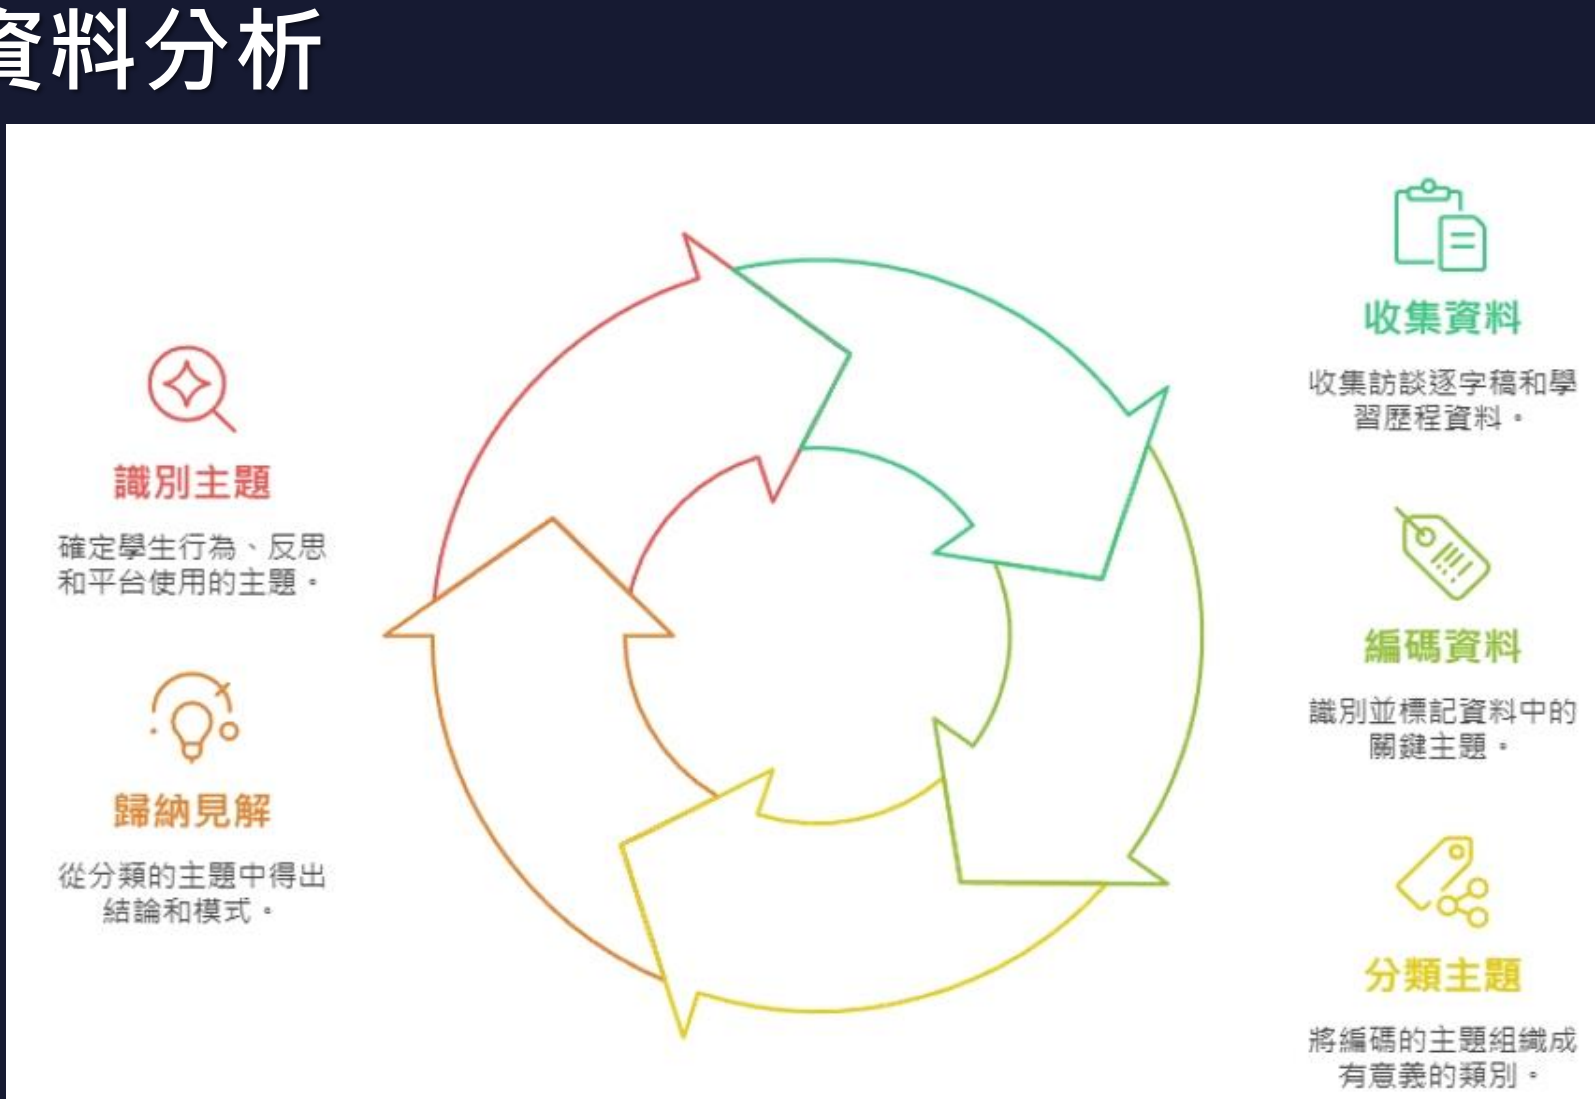 資料分析
收集資料
收集訪談逐字稿和學
習歷程資料。
編碼資料
識別並標記資料中的
關鍵主題。
分類主題
將編碼的主題組織成
有意義的類別。
歸納見解
從分類的主題中得出
結論和模式。
識別主題
確定學生行為、反思
和平台使用的主題。